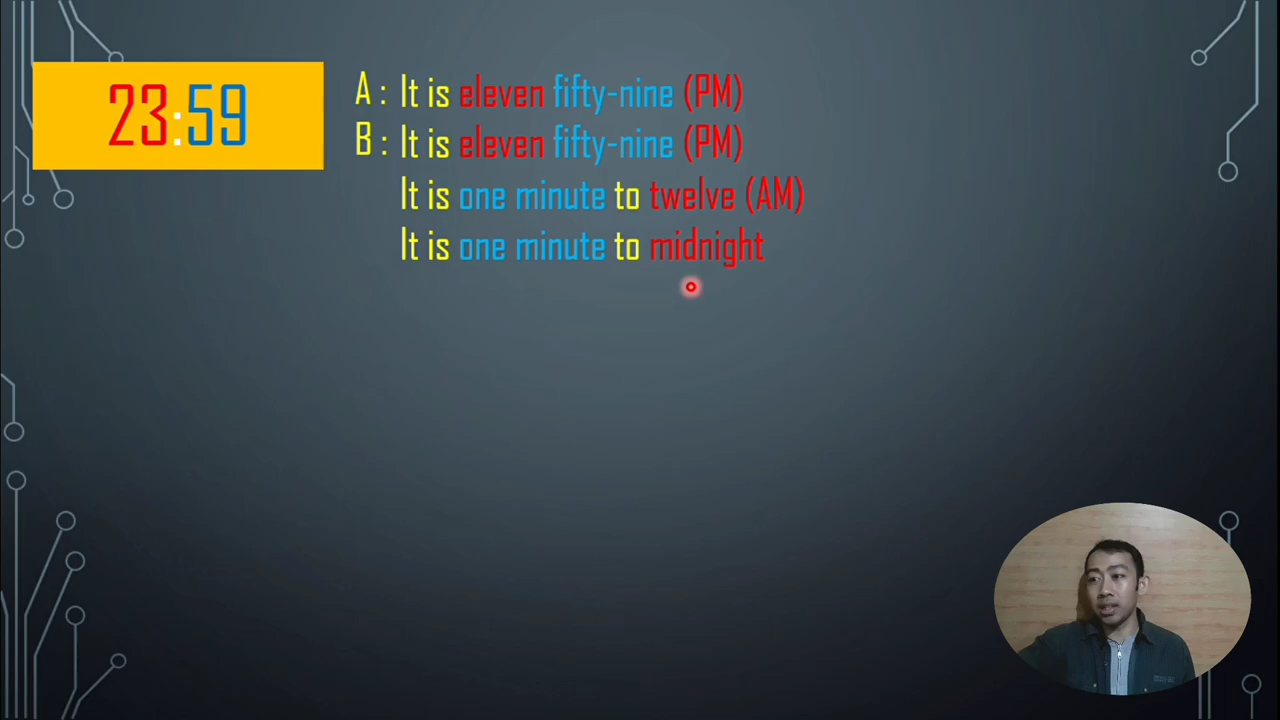 23:59
A : It is eleven fifty-nine (PM)
B : It is eleven fifty-nine (PM)
It is one minute to twelve (AM)
It is one minute to midnight